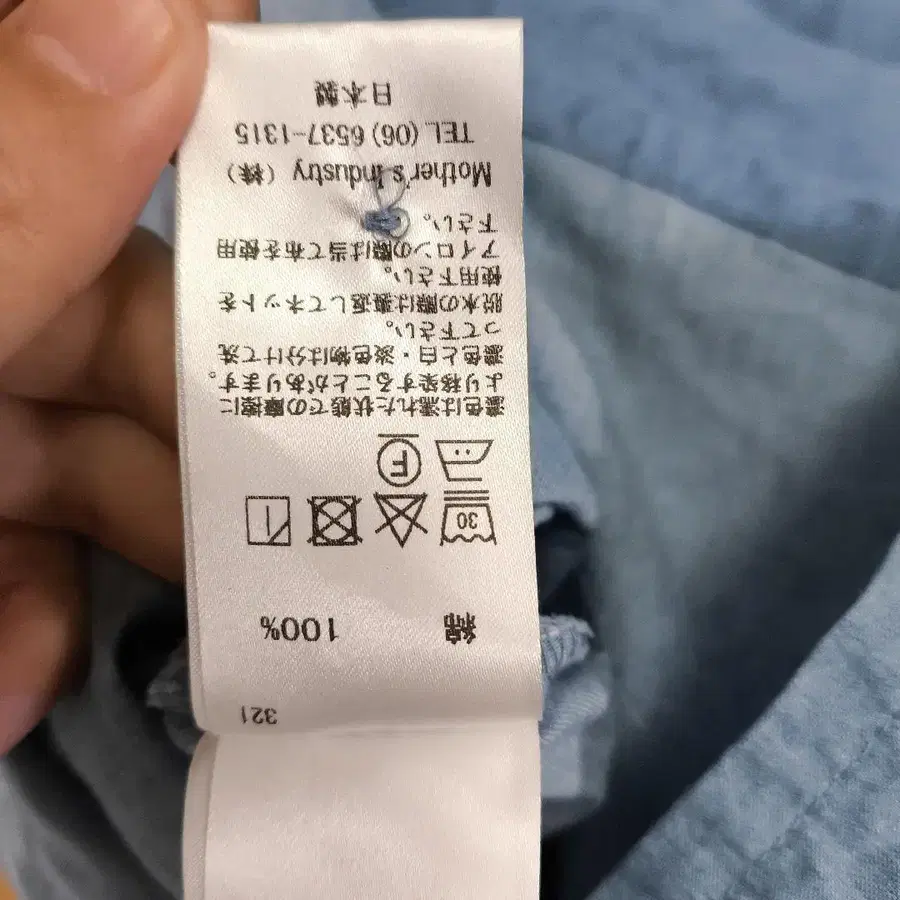 321
綿 100%
30
F
濃色は濡れた状態での摩擦に
より移染することがあります。
濃色と白・淡色物は分けて洗
って下さい。
脱水の際は裏返してネットを
使用下さい。
アイロンの際は当て布を使用
下さい。
Mother's Industry (株)
TEL (06) 6537-1315
日本製